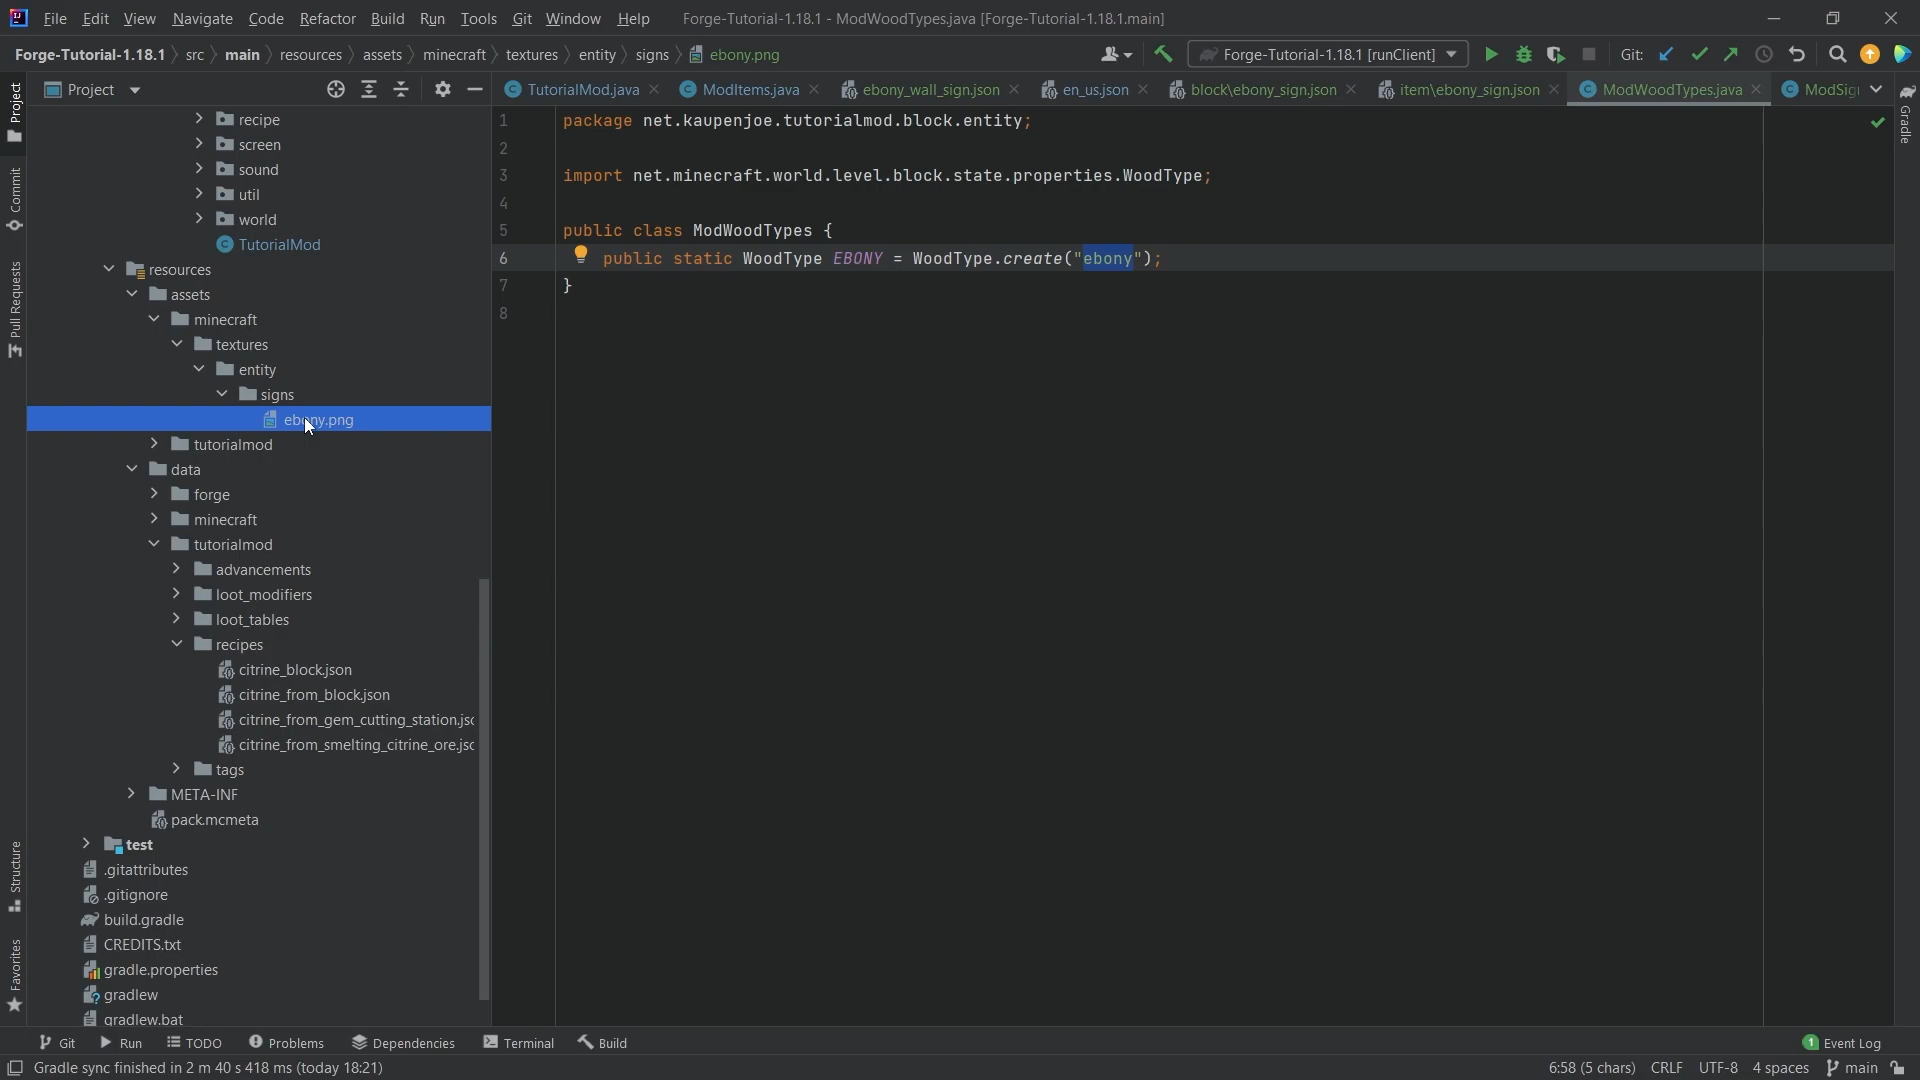 File Edit View Navigate Code Refactor Build Run Tools Git Window Help Forge-Tutorial-1.18.1 - ModWoodTypes.java [Forge-Tutorial-1.18.1.main]
Forge-Tutorial-1.18.1 src main resources assets minecraft textures entity signs ebony.png Forge-Tutorial-1.18.1 [runClient] Git:
Project TutorialMod.java ModItems.java ebony_wall_sign.json en_us.json block\ebony_sign.json item\ebony_sign.json ModWoodTypes.java ModSig
Project
Commit
Pull Requests
Structure
Favorites
Gradle
recipe
screen
sound
util
world
TutorialMod
resources
assets
minecraft
textures
entity
signs
ebony.png
tutorialmod
data
forge
minecraft
tutorialmod
advancements
loot_modifiers
loot_tables
recipes
citrine_block.json
citrine_from_block.json
citrine_from_gem_cutting_station.jsc
citrine_from_smelting_citrine_ore.jsc
tags
META-INF
pack.mcmeta
test
.gitattributes
.gitignore
build.gradle
CREDITS.txt
gradle.properties
gradlew
gradlew.bat
1 package net.kaupenjoe.tutorialmod.block.entity;
2
3 import net.minecraft.world.level.block.state.properties.WoodType;
4
5 public class ModWoodTypes {
6 public static WoodType EBONY = WoodType.create("ebony");
7 }
8
Git Run TODO Problems Dependencies Terminal Build 1 Event Log
Gradle sync finished in 2 m 40 s 418 ms (today 18:21) 6:58 (5 chars) CRLF UTF-8 4 spaces main